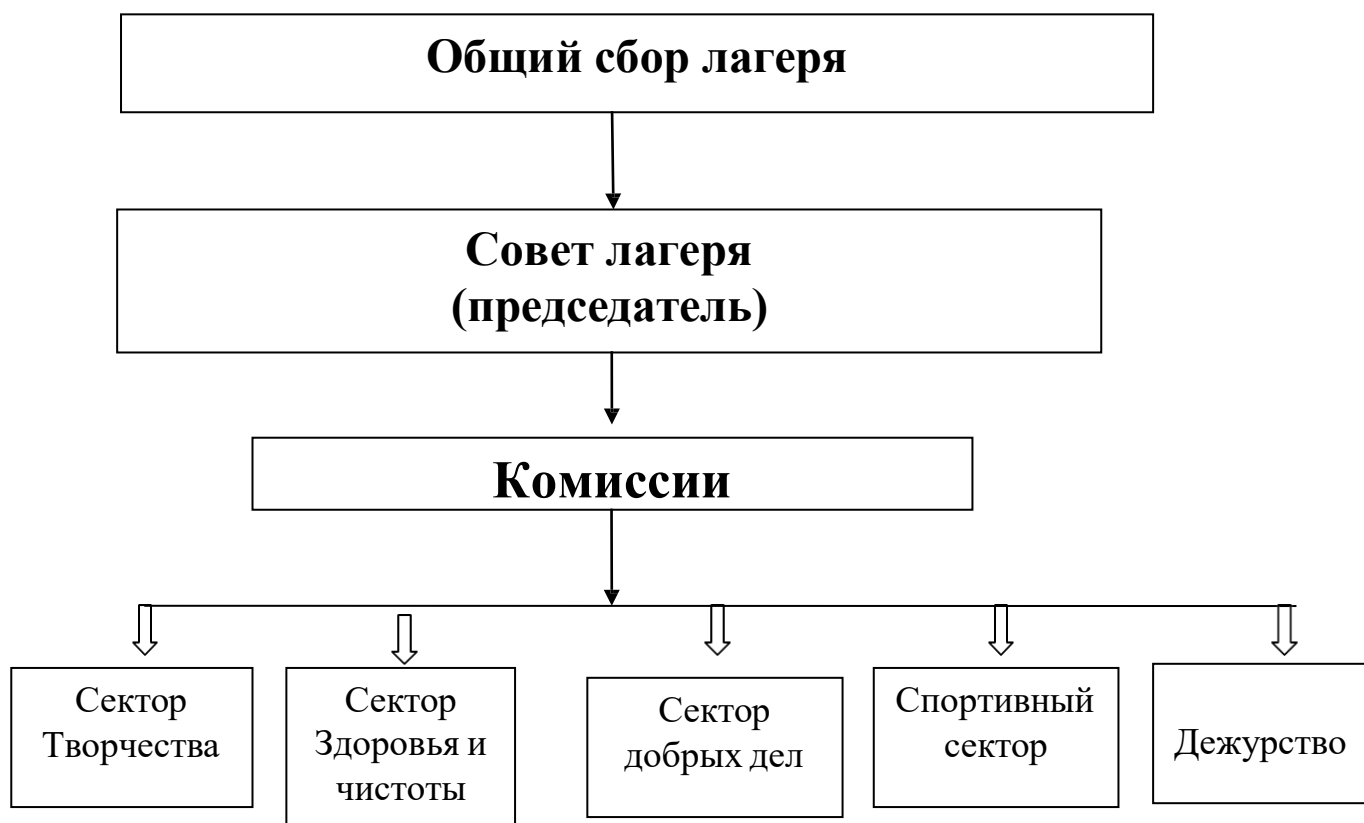 Общий сбор лагеря
Совет лагеря
(председатель)
Комиссии
Сектор
Творчества
Сектор
Здоровья и
чистоты
Сектор
добрых дел
Спортивный
сектор
Дежурство